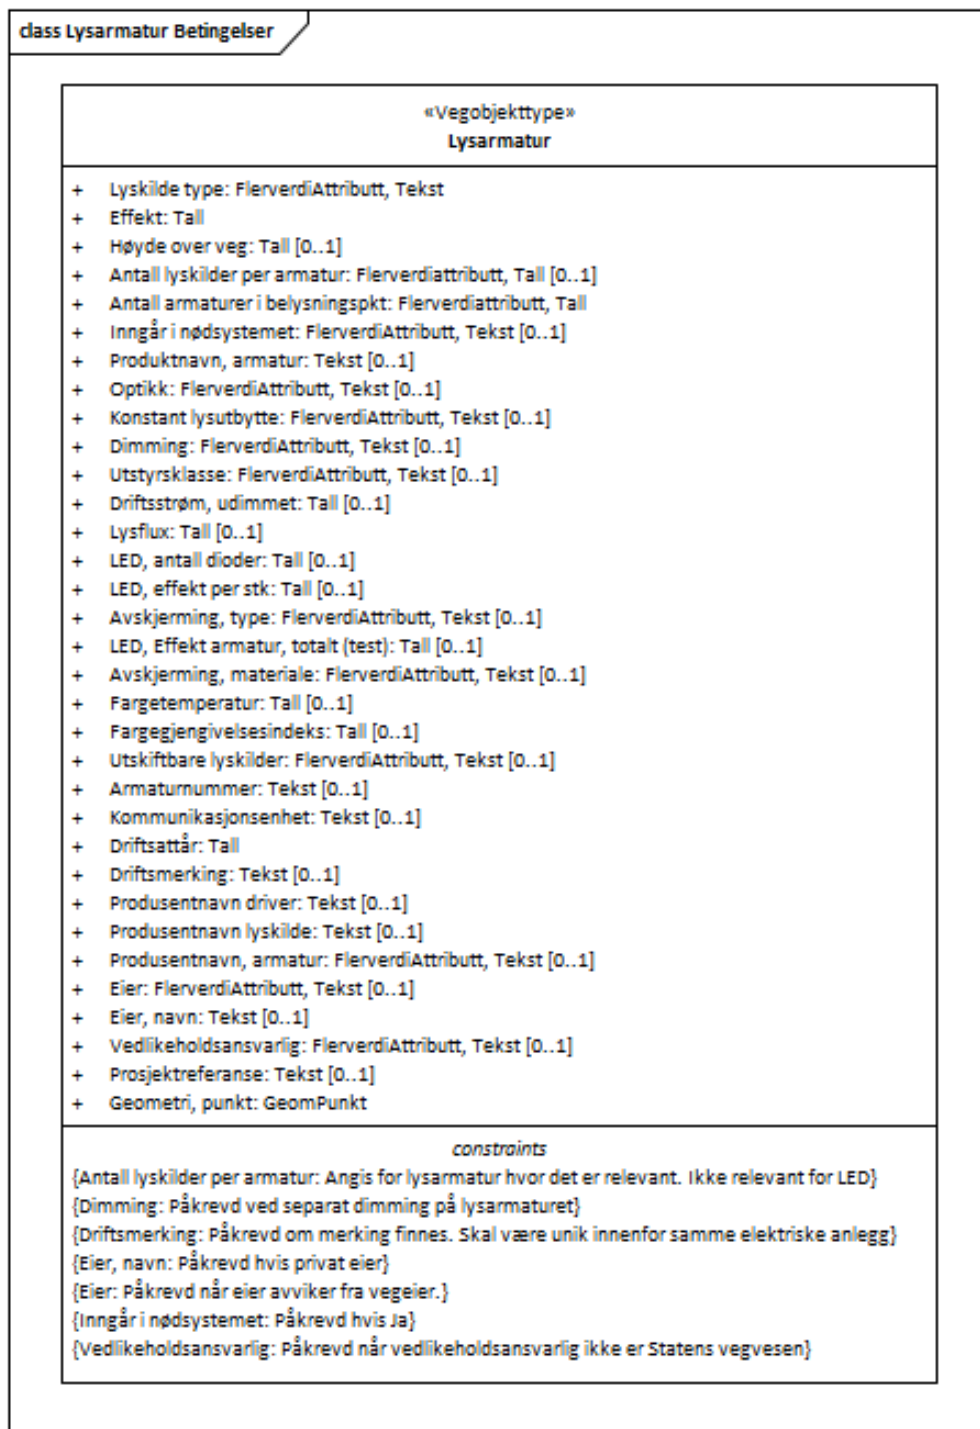 class Lysarmatur Betingelser
«Vegobjekttype»
Lysarmatur
+ Lyskilde type: FlerverdiAttributt, Tekst
+ Effekt: Tall
+ Høyde over veg: Tall [0..1]
+ Antall lyskilder per armatur: Flerverdiattributt, Tall [0..1]
+ Antall armaturer i belysningspkt: Flerverdiattributt, Tall
+ Inngår i nødsystemet: FlerverdiAttributt, Tekst [0..1]
+ Produktnavn, armatur: Tekst [0..1]
+ Optikk: FlerverdiAttributt, Tekst [0..1]
+ Konstant lysutbytte: FlerverdiAttributt, Tekst [0..1]
+ Dimming: FlerverdiAttributt, Tekst [0..1]
+ Utstyrsklasse: FlerverdiAttributt, Tekst [0..1]
+ Driftsstrøm, udimmet: Tall [0..1]
+ Lysflux: Tall [0..1]
+ LED, antall dioder: Tall [0..1]
+ LED, effekt per stk: Tall [0..1]
+ Avskjerming, type: FlerverdiAttributt, Tekst [0..1]
+ LED, Effekt armatur, totalt (test): Tall [0..1]
+ Avskjerming, materiale: FlerverdiAttributt, Tekst [0..1]
+ Fargetemperatur: Tall [0..1]
+ Fargegjengivelsesindeks: Tall [0..1]
+ Utskiftbare lyskilder: FlerverdiAttributt, Tekst [0..1]
+ Armaturnummer: Tekst [0..1]
+ Kommunikasjonsenhet: Tekst [0..1]
+ Driftsattår: Tall
+ Driftsmerking: Tekst [0..1]
+ Produsentnavn driver: Tekst [0..1]
+ Produsentnavn lyskilde: Tekst [0..1]
+ Produsentnavn, armatur: FlerverdiAttributt, Tekst [0..1]
+ Eier: FlerverdiAttributt, Tekst [0..1]
+ Eier, navn: Tekst [0..1]
+ Vedlikeholdsansvarlig: FlerverdiAttributt, Tekst [0..1]
+ Prosjektreferanse: Tekst [0..1]
+ Geometri, punkt: GeomPunkt
constraints
{Antall lyskilder per armatur: Angis for lysarmatur hvor det er relevant. Ikke relevant for LED}
{Dimming: Påkrevd ved separat dimming på lysarmaturet}
{Driftsmerking: Påkrevd om merking finnes. Skal være unik innenfor samme elektriske anlegg}
{Eier, navn: Påkrevd hvis privat eier}
{Eier: Påkrevd når eier avviker fra vegeier.}
{Inngår i nødsystemet: Påkrevd hvis Ja}
{Vedlikeholdsansvarlig: Påkrevd når vedlikeholdsansvarlig ikke er Statens vegvesen}